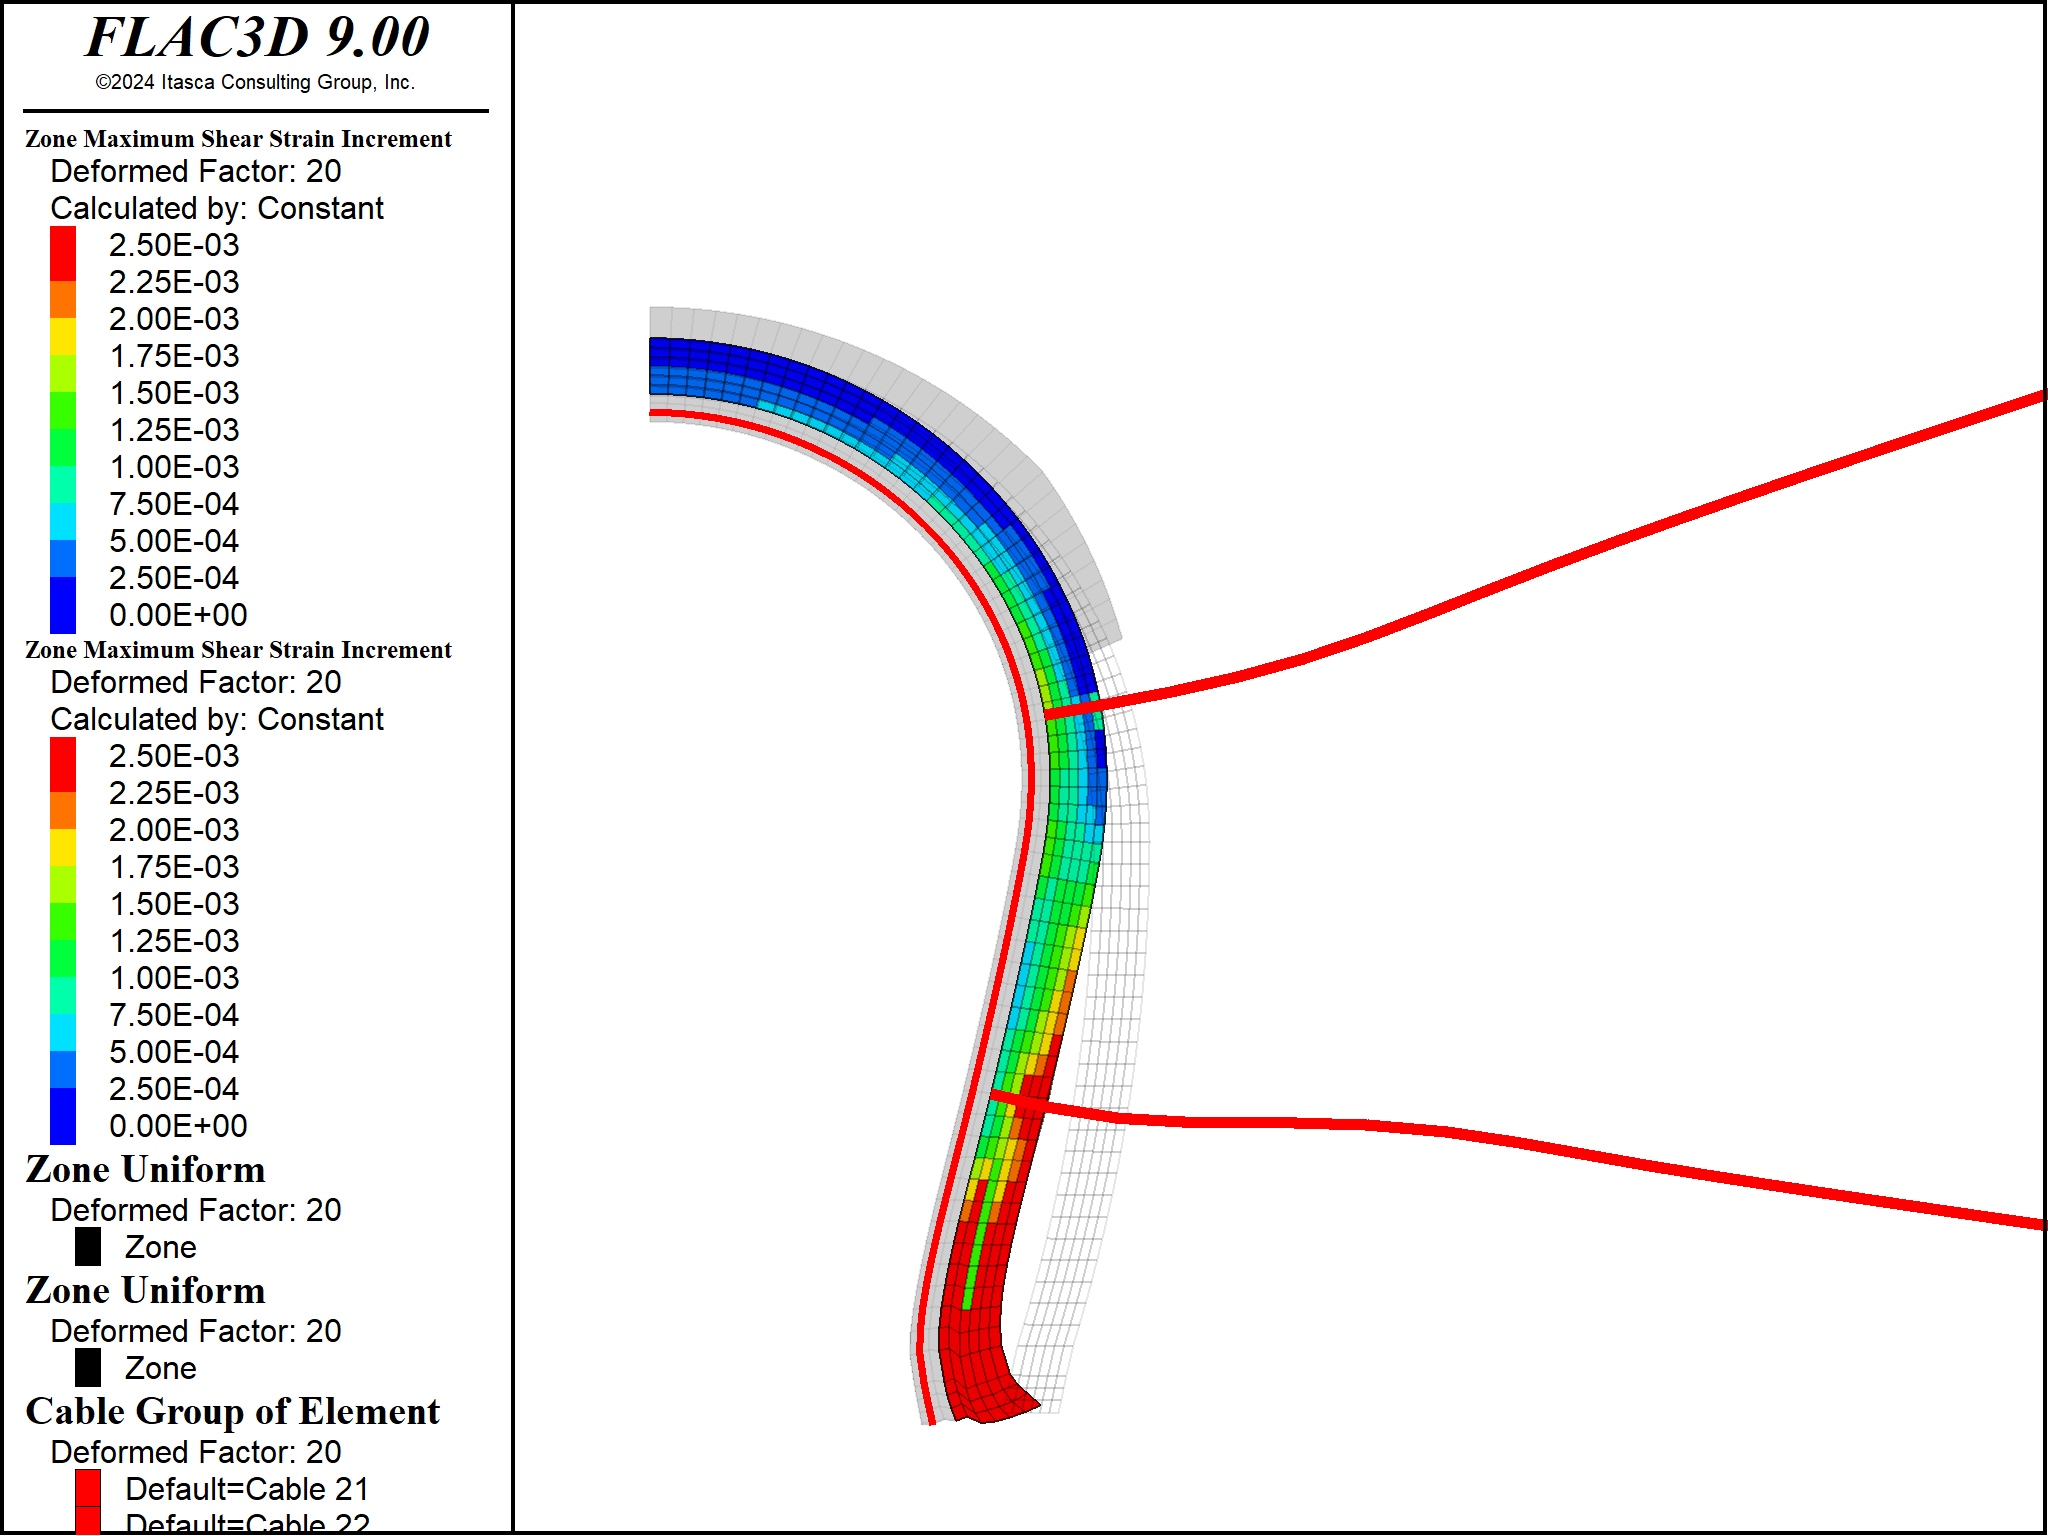 FLAC3D 9.00
©2024 Itasca Consulting Group, Inc.
Zone Maximum Shear Strain Increment
Deformed Factor: 20
Calculated by: Constant
2.50E-03
2.25E-03
2.00E-03
1.75E-03
1.50E-03
1.25E-03
1.00E-03
7.50E-04
5.00E-04
2.50E-04
0.00E+00
Zone Maximum Shear Strain Increment
Deformed Factor: 20
Calculated by: Constant
2.50E-03
2.25E-03
2.00E-03
1.75E-03
1.50E-03
1.25E-03
1.00E-03
7.50E-04
5.00E-04
2.50E-04
0.00E+00
Zone Uniform
Deformed Factor: 20
Zone
Zone Uniform
Deformed Factor: 20
Zone
Cable Group of Element
Deformed Factor: 20
Default=Cable 21
Default=Cable 22